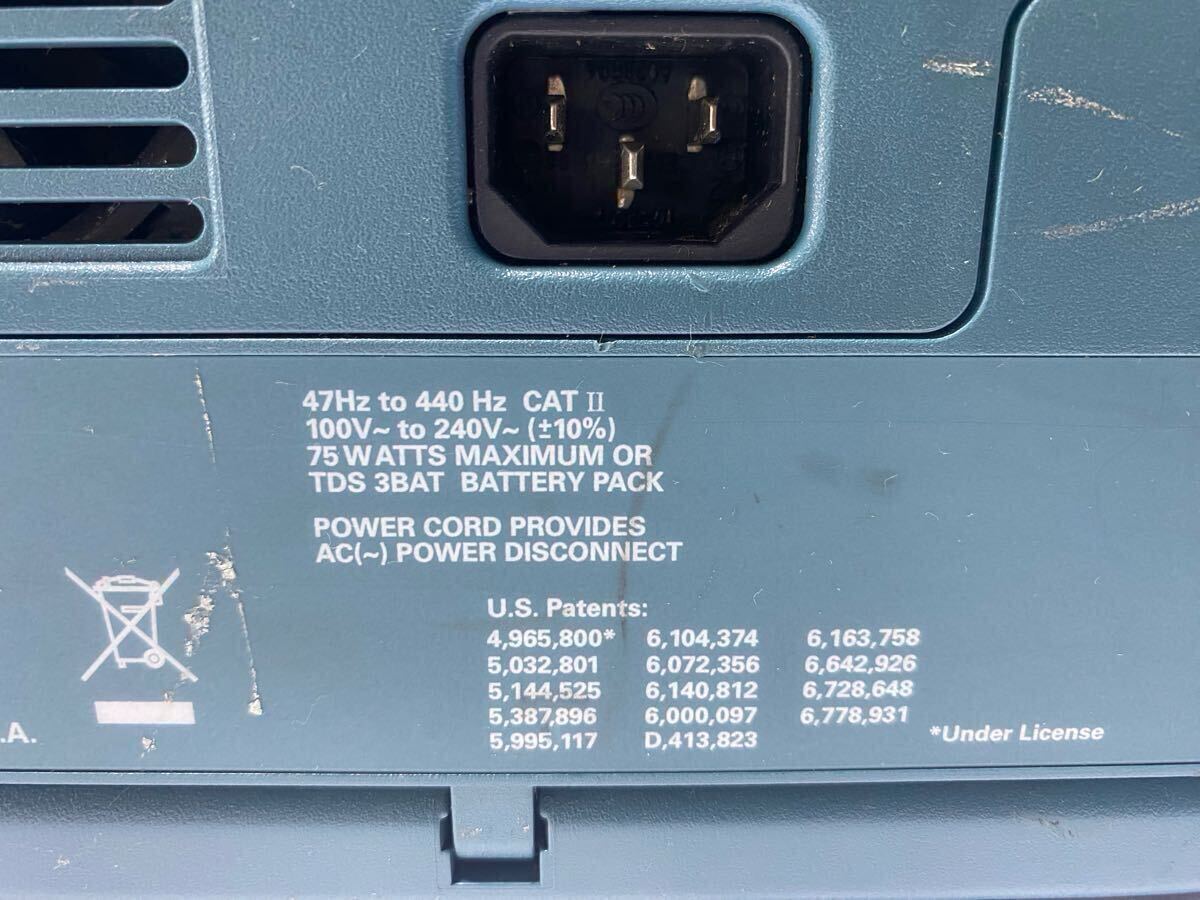 47Hz to 440 Hz CAT II
100V~ to 240V~ (±10%)
75 WATTS MAXIMUM OR
TDS 3BAT BATTERY PACK
POWER CORD PROVIDES
AC(~) POWER DISCONNECT
U.S. Patents:
4,965,800* 6,104,374 6,163,758
5,032,801 6,072,356 6,642,926
5,144,525 6,140,812 6,728,648
5,387,896 6,000,097 6,778,931
5,995,117 D,413,823 *Under License
.A.